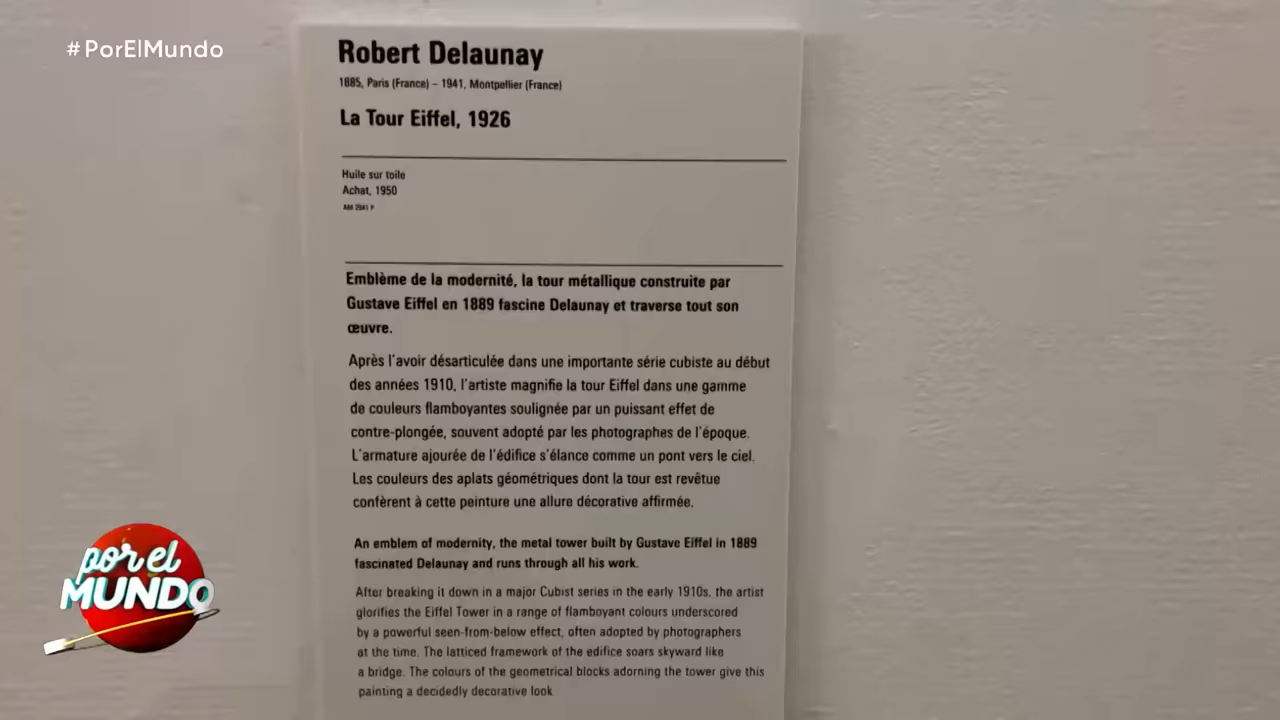 #PorElMundo
Robert Delaunay
1885, Paris (France) – 1941, Montpellier (France)
La Tour Eiffel, 1926
Huile sur toile
Achat, 1950
AM 2941 P
Emblème de la modernité, la tour métallique construite par
Gustave Eiffel en 1889 fascine Delaunay et traverse tout son
œuvre.
Après l'avoir désarticulée dans une importante série cubiste au début
des années 1910, l'artiste magnifie la tour Eiffel dans une gamme
de couleurs flamboyantes soulignée par un puissant effet de
contre-plongée, souvent adopté par les photographes de l'époque.
L'armature ajourée de l'édifice s'élance comme un pont vers le ciel.
Les couleurs des aplats géométriques dont la tour est revêtue
confèrent à cette peinture une allure décorative affirmée.
An emblem of modernity, the metal tower built by Gustave Eiffel in 1889
fascinated Delaunay and runs through all his work.
After breaking it down in a major Cubist series in the early 1910s, the artist
glorifies the Eiffel Tower in a range of flamboyant colours underscored
by a powerful seen-from-below effect, often adopted by photographers
at the time. The latticed framework of the edifice soars skyward like
a bridge. The colours of the geometrical blocks adorning the tower give this
painting a decidedly decorative look
por el
MUNDO